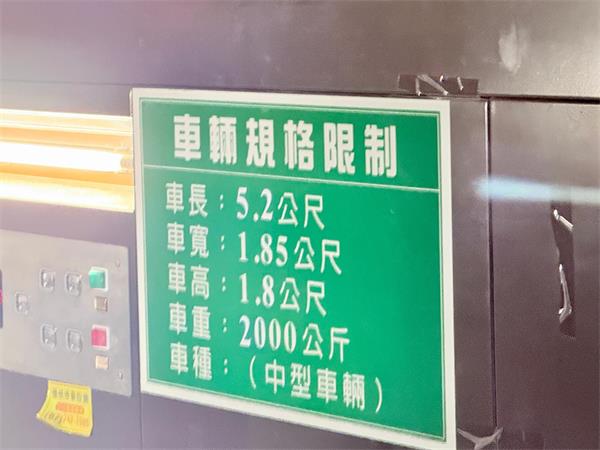 車輛規格限制
車長：5.2公尺
車寬：1.85公尺
車高：1.8公尺
車重：2000公斤
車種：（中型車輛）